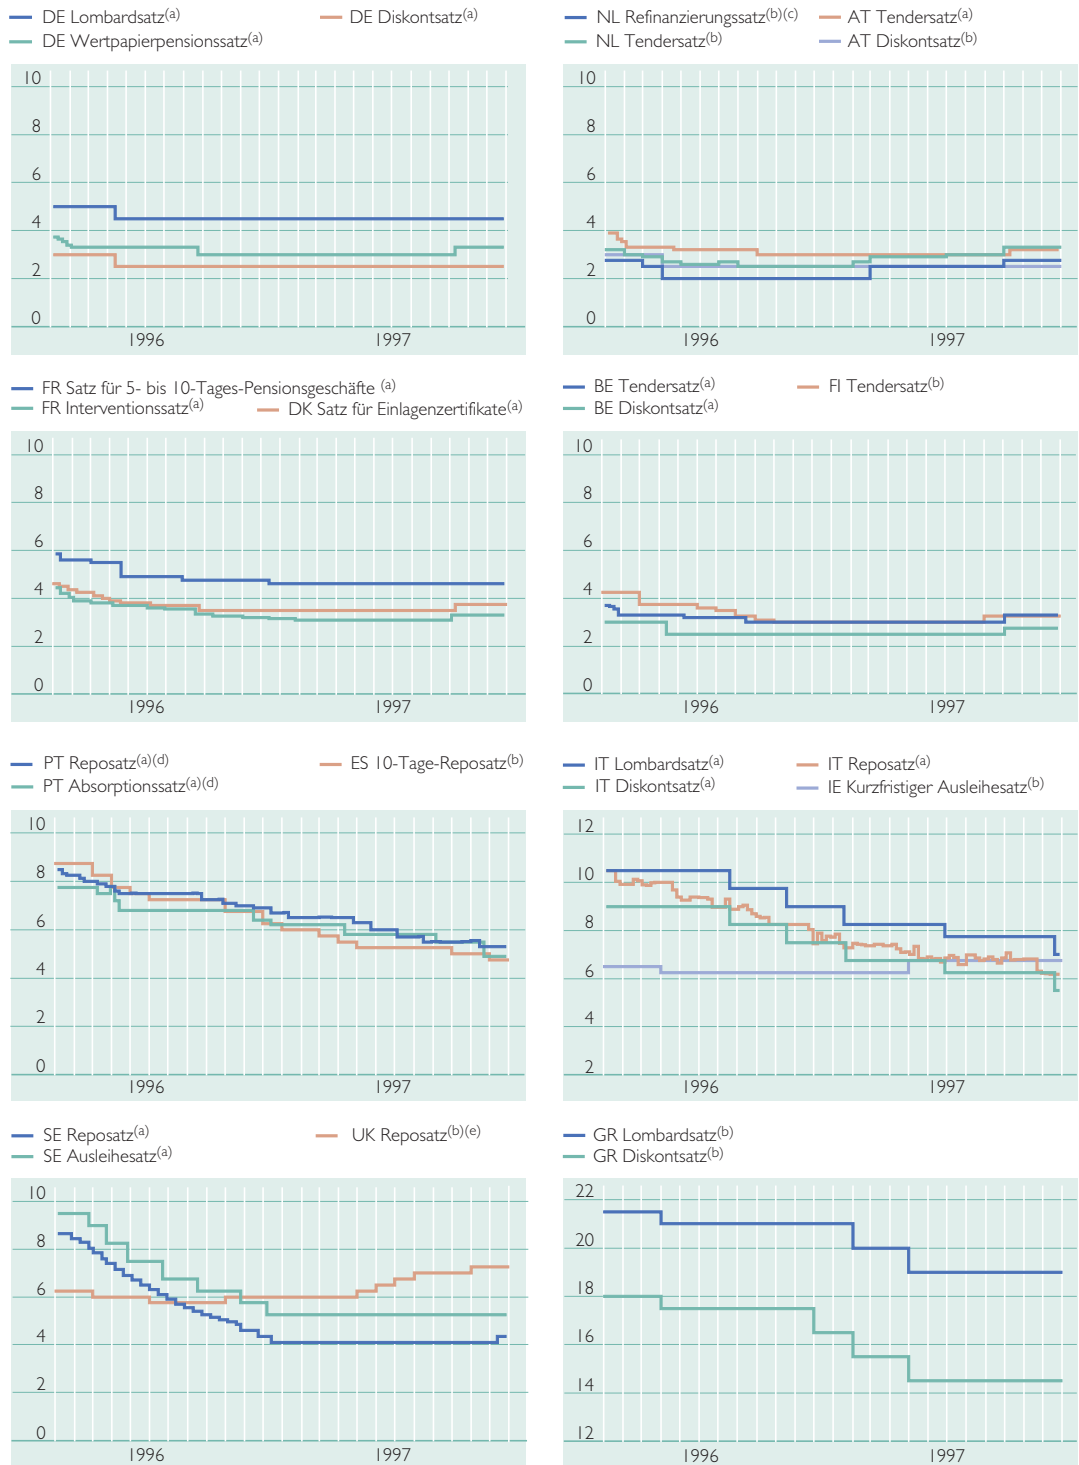 DE Lombardsatz(a)
DE Diskontsatz(a)
DE Wertpapierpensionssatz(a)
10
8
6
4
2
0
1996
1997
NL Refinanzierungssatz(b)(c)
AT Tendersatz(a)
NL Tendersatz(b)
AT Diskontsatz(b)
10
8
6
4
2
0
1996
1997
FR Satz für 5- bis 10-Tages-Pensionsgeschäfte (a)
FR Interventionssatz(a)
DK Satz für Einlagenzertifikate(a)
10
8
6
4
2
0
1996
1997
BE Tendersatz(a)
FI Tendersatz(b)
BE Diskontsatz(a)
10
8
6
4
2
0
1996
1997
PT Reposatz(a)(d)
ES 10-Tage-Reposatz(b)
PT Absorptionssatz(a)(d)
10
8
6
4
2
0
1996
1997
IT Lombardsatz(a)
IT Reposatz(a)
IT Diskontsatz(a)
IE Kurzfristiger Ausleihesatz(b)
12
10
8
6
4
2
1996
1997
SE Reposatz(a)
UK Reposatz(b)(e)
SE Ausleihesatz(a)
10
8
6
4
2
0
1996
1997
GR Lombardsatz(b)
GR Diskontsatz(b)
22
20
18
16
14
12
1996
1997